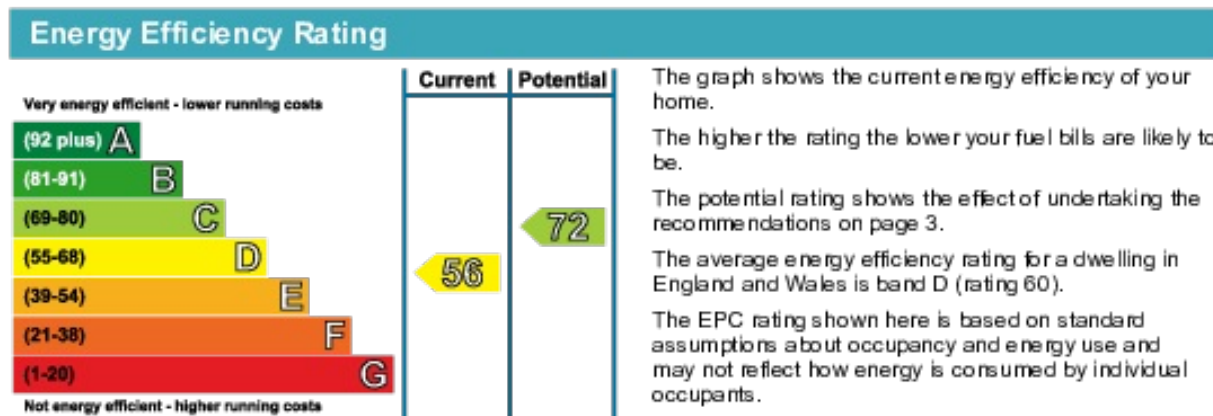 Energy Efficiency Rating
Current Potential
Very energy efficient - lower running costs
(92 plus) A
(81-91) B
(69-80) C
(55-68) D
(39-54) E
(21-38) F
(1-20) G
Not energy efficient - higher running costs
72
56
The graph shows the current energy efficiency of your
home.
The higher the rating the lower your fuel bills are likely to
be.
The potential rating shows the effect of undertaking the
recommendations on page 3.
The average energy efficiency rating for a dwelling in
England and Wales is band D (rating 60).
The EPC rating shown here is based on standard
assumptions about occupancy and energy use and
may not reflect how energy is consumed by individual
occupants.